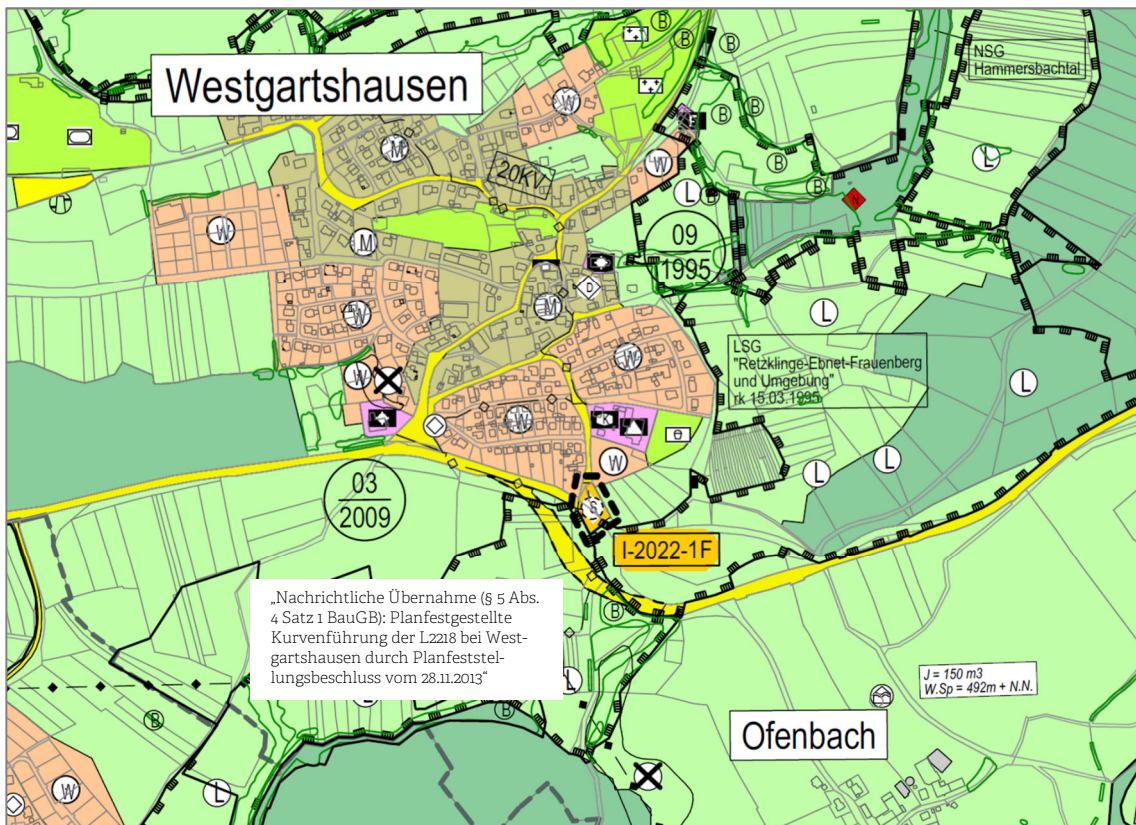 Westgartshausen
NSG
Hammersbachtal
B
B
B
B
B
B
B
W
W
M
20KV
L
L
N
W
M
09
1995
D
M
W
W
W
W
K
W
L
LSG
"Retzklinge-Ebnet-Frauenberg
und Umgebung"
rk 15.03.1995
L
L
L
L
03
2009
S
I-2022-1F
B
„Nachrichtliche Übernahme (§ 5 Abs.
4 Satz 1 BauGB): Planfestgestellte
Kurvenführung der L2218 bei West-
gartshausen durch Planfeststel-
lungsbeschluss vom 28.11.2013“
L
L
B
B
J = 150 m3
W.Sp = 492m + N.N.
Ofenbach
W
L